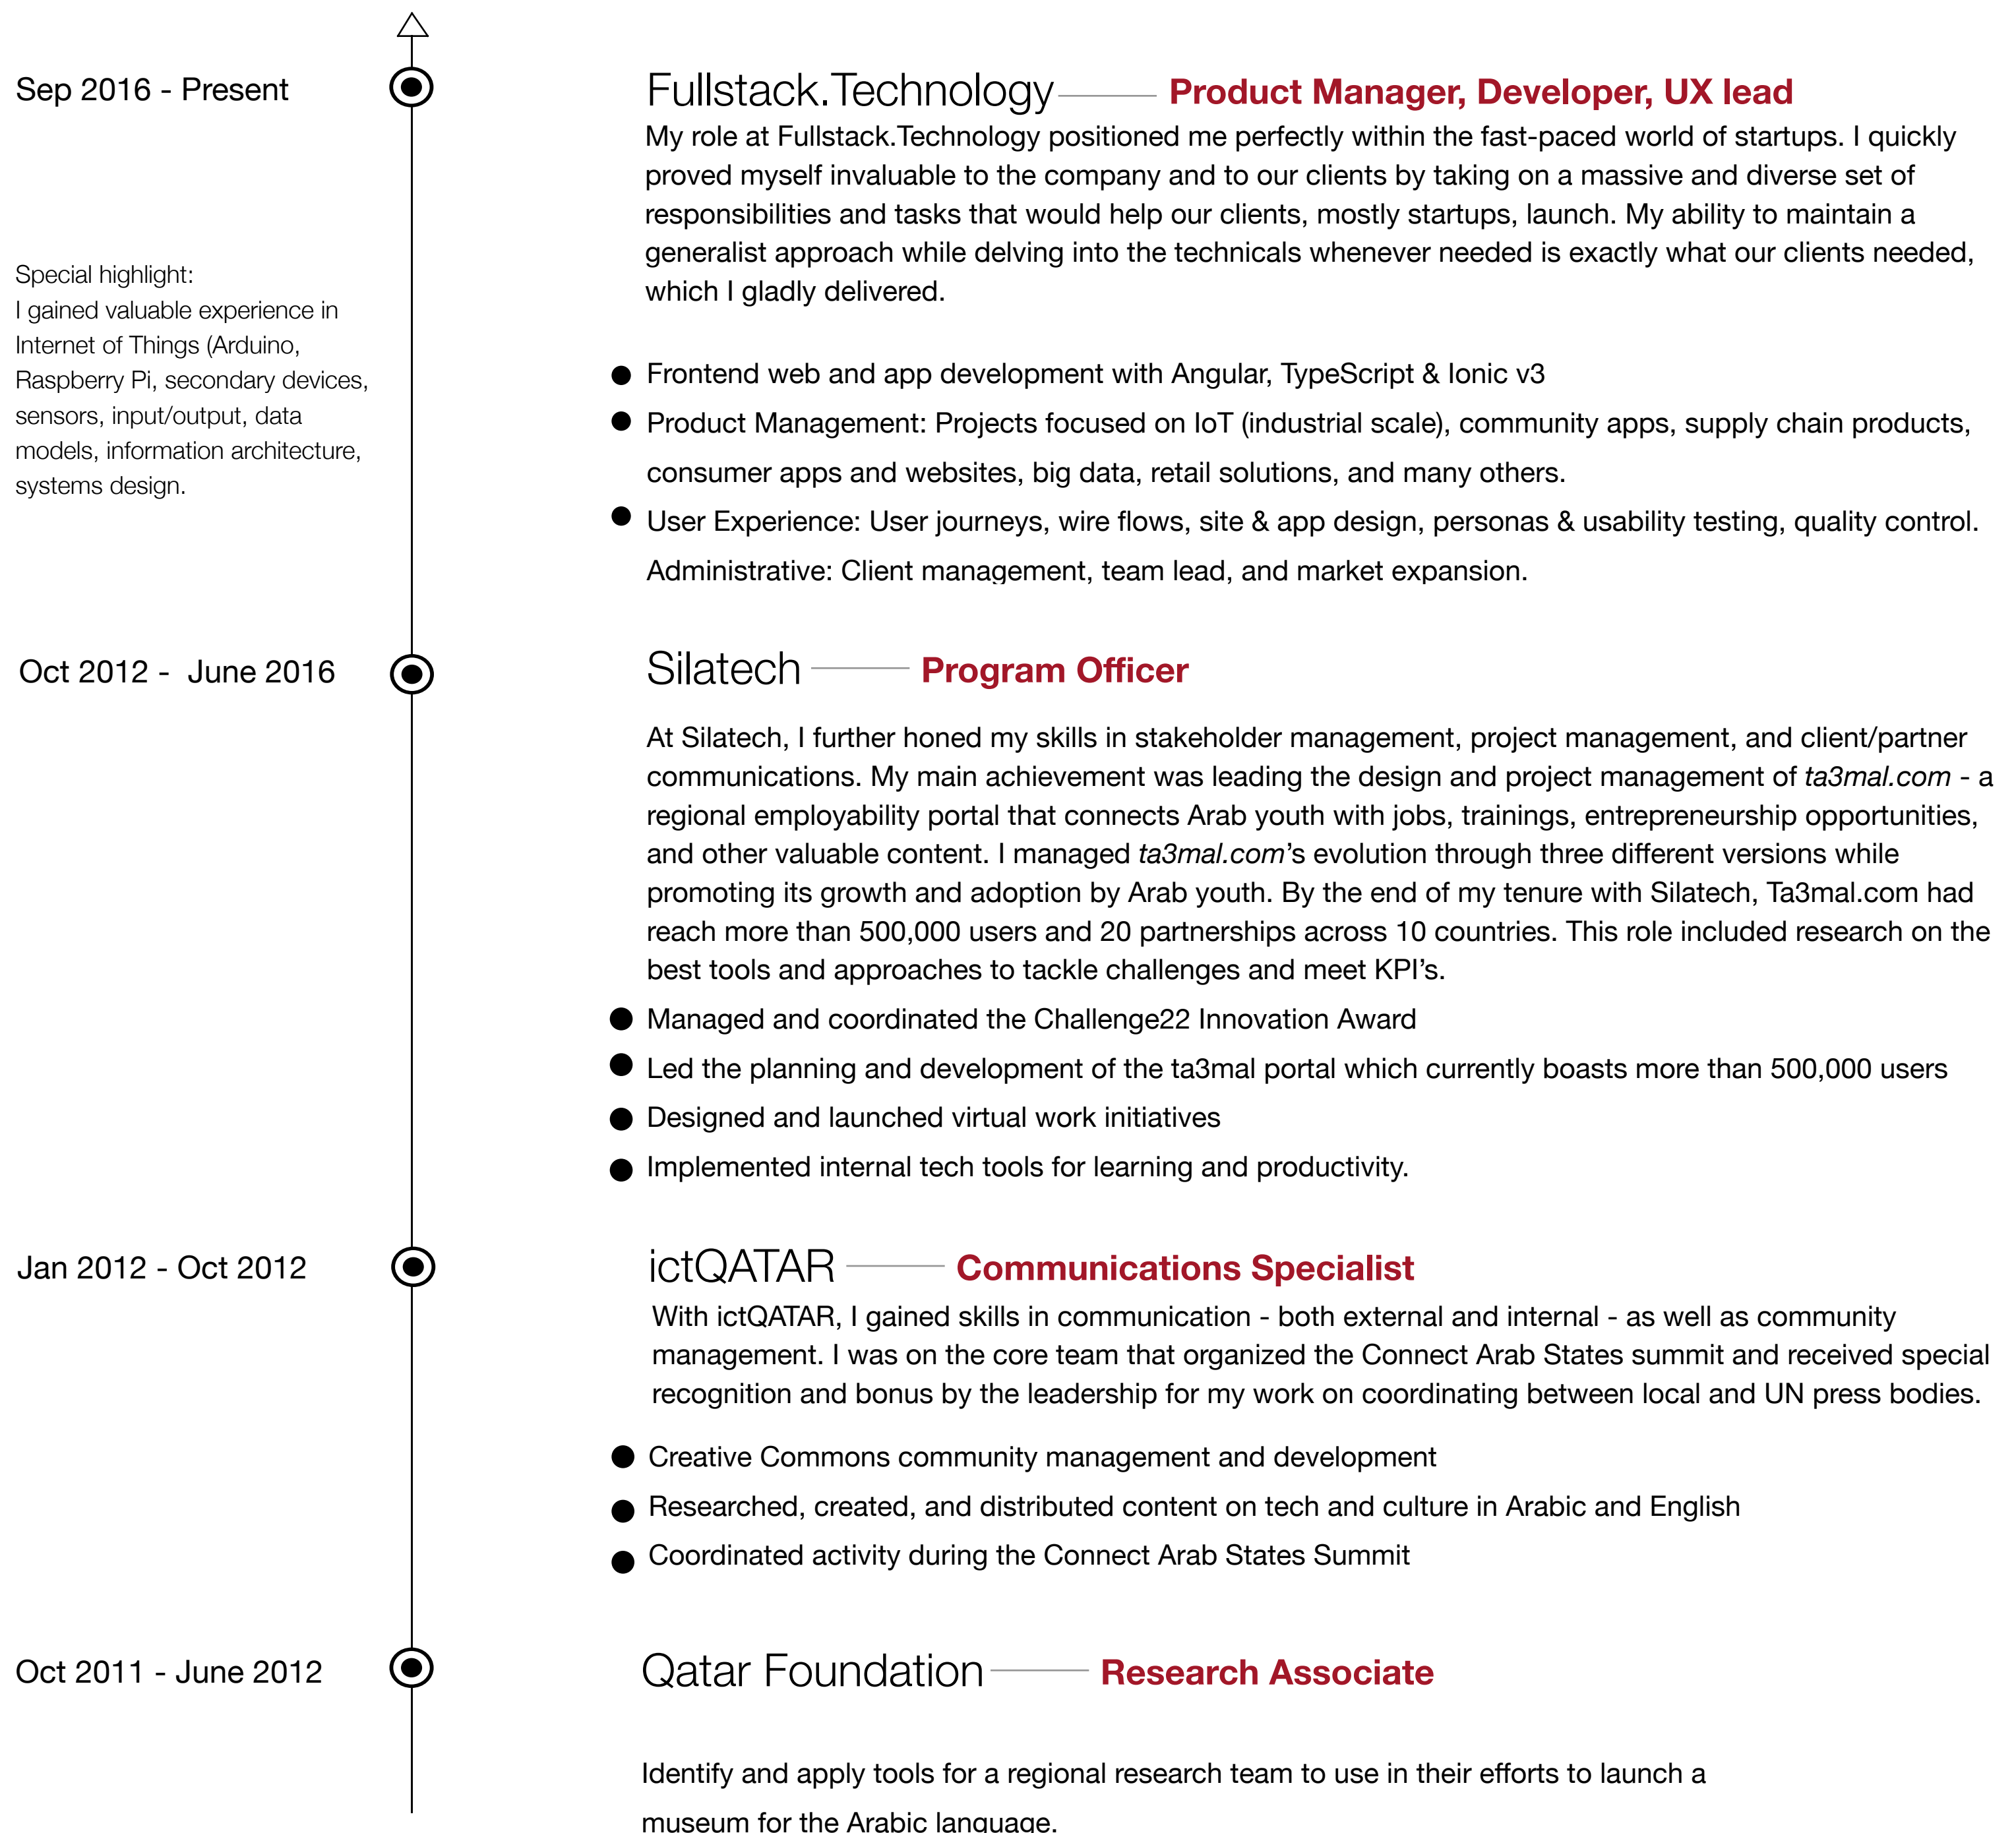 Sep 2016 - Present
Fullstack.Technology Product Manager, Developer, UX lead
My role at Fullstack.Technology positioned me perfectly within the fast-paced world of startups. I quickly
proved myself invaluable to the company and to our clients by taking on a massive and diverse set of
responsibilities and tasks that would help our clients, mostly startups, launch. My ability to maintain a
generalist approach while delving into the technicals whenever needed is exactly what our clients needed,
which I gladly delivered.
Special highlight:
I gained valuable experience in
Internet of Things (Arduino,
Raspberry Pi, secondary devices,
sensors, input/output, data
models, information architecture,
systems design.
● Frontend web and app development with Angular, TypeScript & Ionic v3
● Product Management: Projects focused on IoT (industrial scale), community apps, supply chain products,
consumer apps and websites, big data, retail solutions, and many others.
● User Experience: User journeys, wire flows, site & app design, personas & usability testing, quality control.
Administrative: Client management, team lead, and market expansion.
Oct 2012 - June 2016
Silatech Program Officer
At Silatech, I further honed my skills in stakeholder management, project management, and client/partner
communications. My main achievement was leading the design and project management of ta3mal.com - a
regional employability portal that connects Arab youth with jobs, trainings, entrepreneurship opportunities,
and other valuable content. I managed ta3mal.com’s evolution through three different versions while
promoting its growth and adoption by Arab youth. By the end of my tenure with Silatech, Ta3mal.com had
reach more than 500,000 users and 20 partnerships across 10 countries. This role included research on the
best tools and approaches to tackle challenges and meet KPI’s.
● Managed and coordinated the Challenge22 Innovation Award
● Led the planning and development of the ta3mal portal which currently boasts more than 500,000 users
● Designed and launched virtual work initiatives
● Implemented internal tech tools for learning and productivity.
Jan 2012 - Oct 2012
ictQATAR Communications Specialist
With ictQATAR, I gained skills in communication - both external and internal - as well as community
management. I was on the core team that organized the Connect Arab States summit and received special
recognition and bonus by the leadership for my work on coordinating between local and UN press bodies.
● Creative Commons community management and development
● Researched, created, and distributed content on tech and culture in Arabic and English
● Coordinated activity during the Connect Arab States Summit
Oct 2011 - June 2012
Qatar Foundation Research Associate
Identify and apply tools for a regional research team to use in their efforts to launch a
museum for the Arabic language.